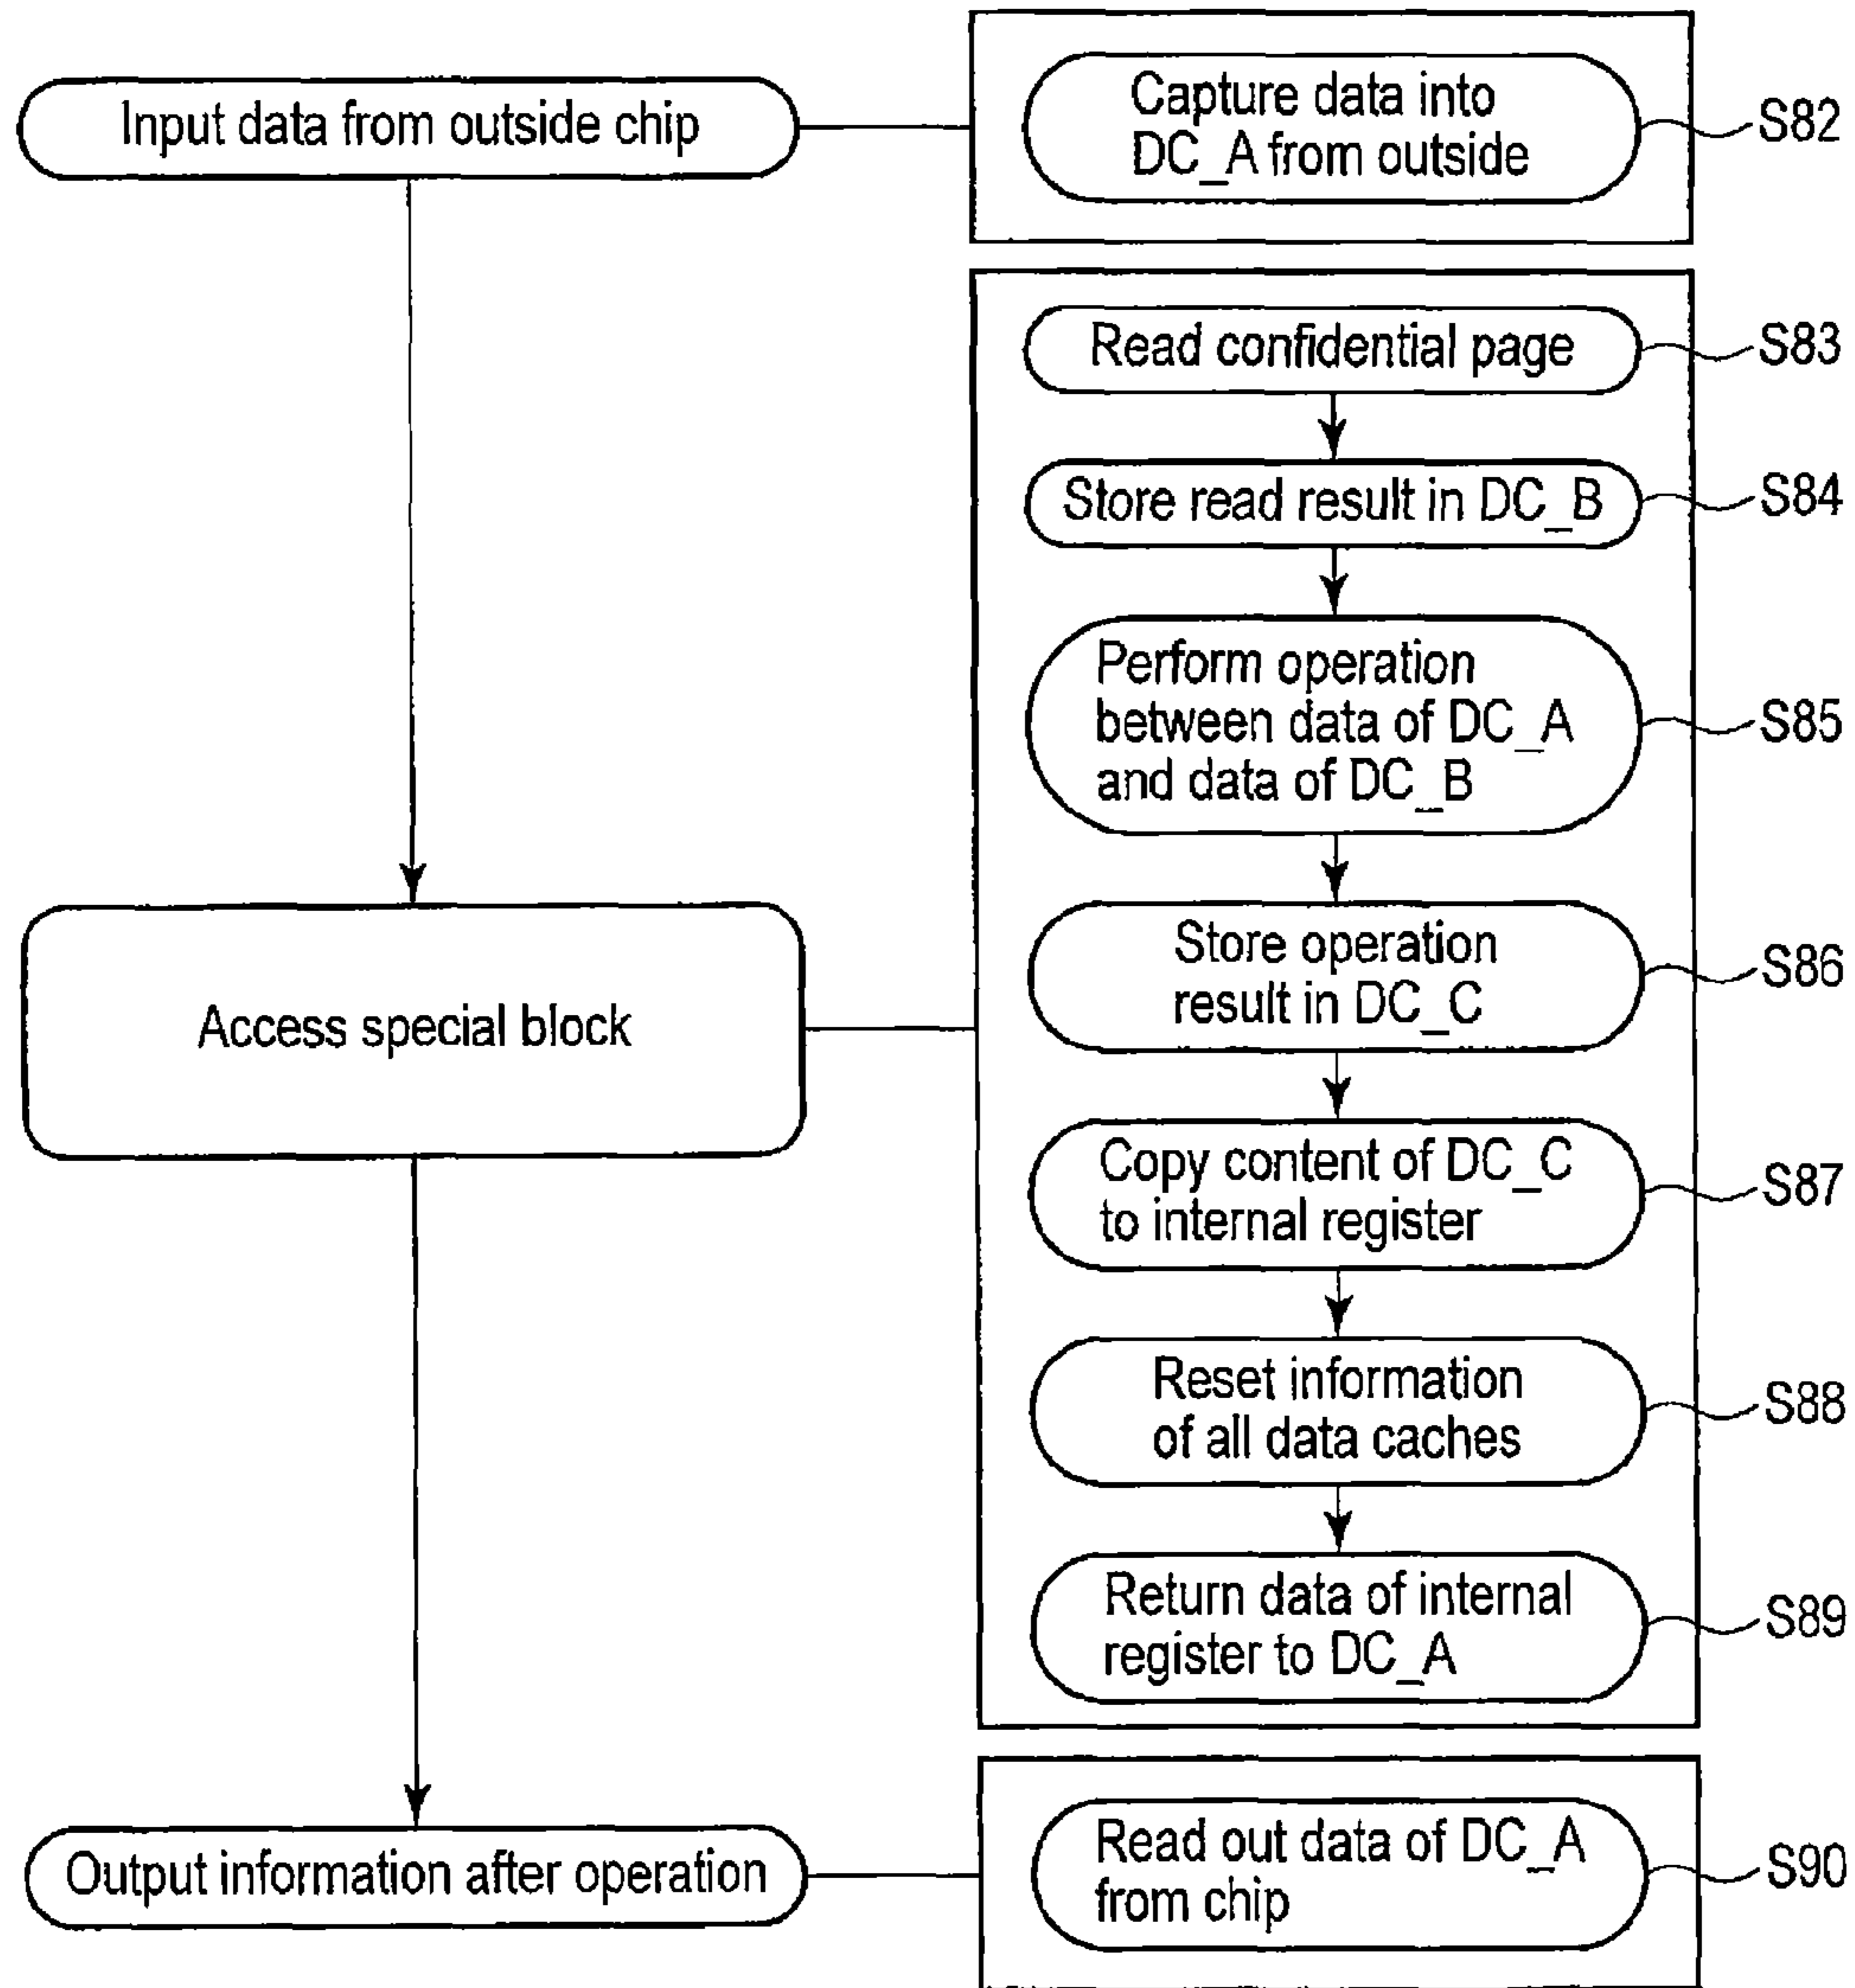 Input data from outside chip
Capture data into
DC_A from outside
S82
Read confidential page
S83
Store read result in DC_B
S84
Perform operation
between data of DC_A
and data of DC_B
S85
Access special block
Store operation
result in DC_C
S86
Copy content of DC_C
to internal register
S87
Reset information
of all data caches
S88
Return data of internal
register to DC_A
S89
Output information after operation
Read out data of DC_A
from chip
S90